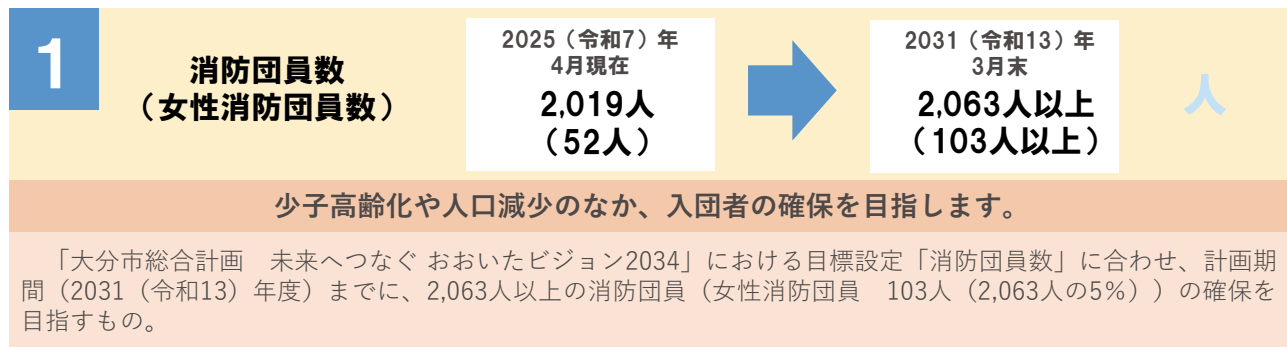 1
消防団員数
（女性消防団員数）
2025（令和7）年
4月現在
2,019人
（52人）
2031（令和13）年
3月末
2,063人以上
（103人以上）
人
少子高齢化や人口減少のなか、入団者の確保を目指します。
「大分市総合計画　未来へつなぐ おおいたビジョン2034」における目標設定「消防団員数」に合わせ、計画期
間（2031（令和13）年度）までに、2,063人以上の消防団員（女性消防団員　103人（2,063人の5%））の確保を
目指すもの。